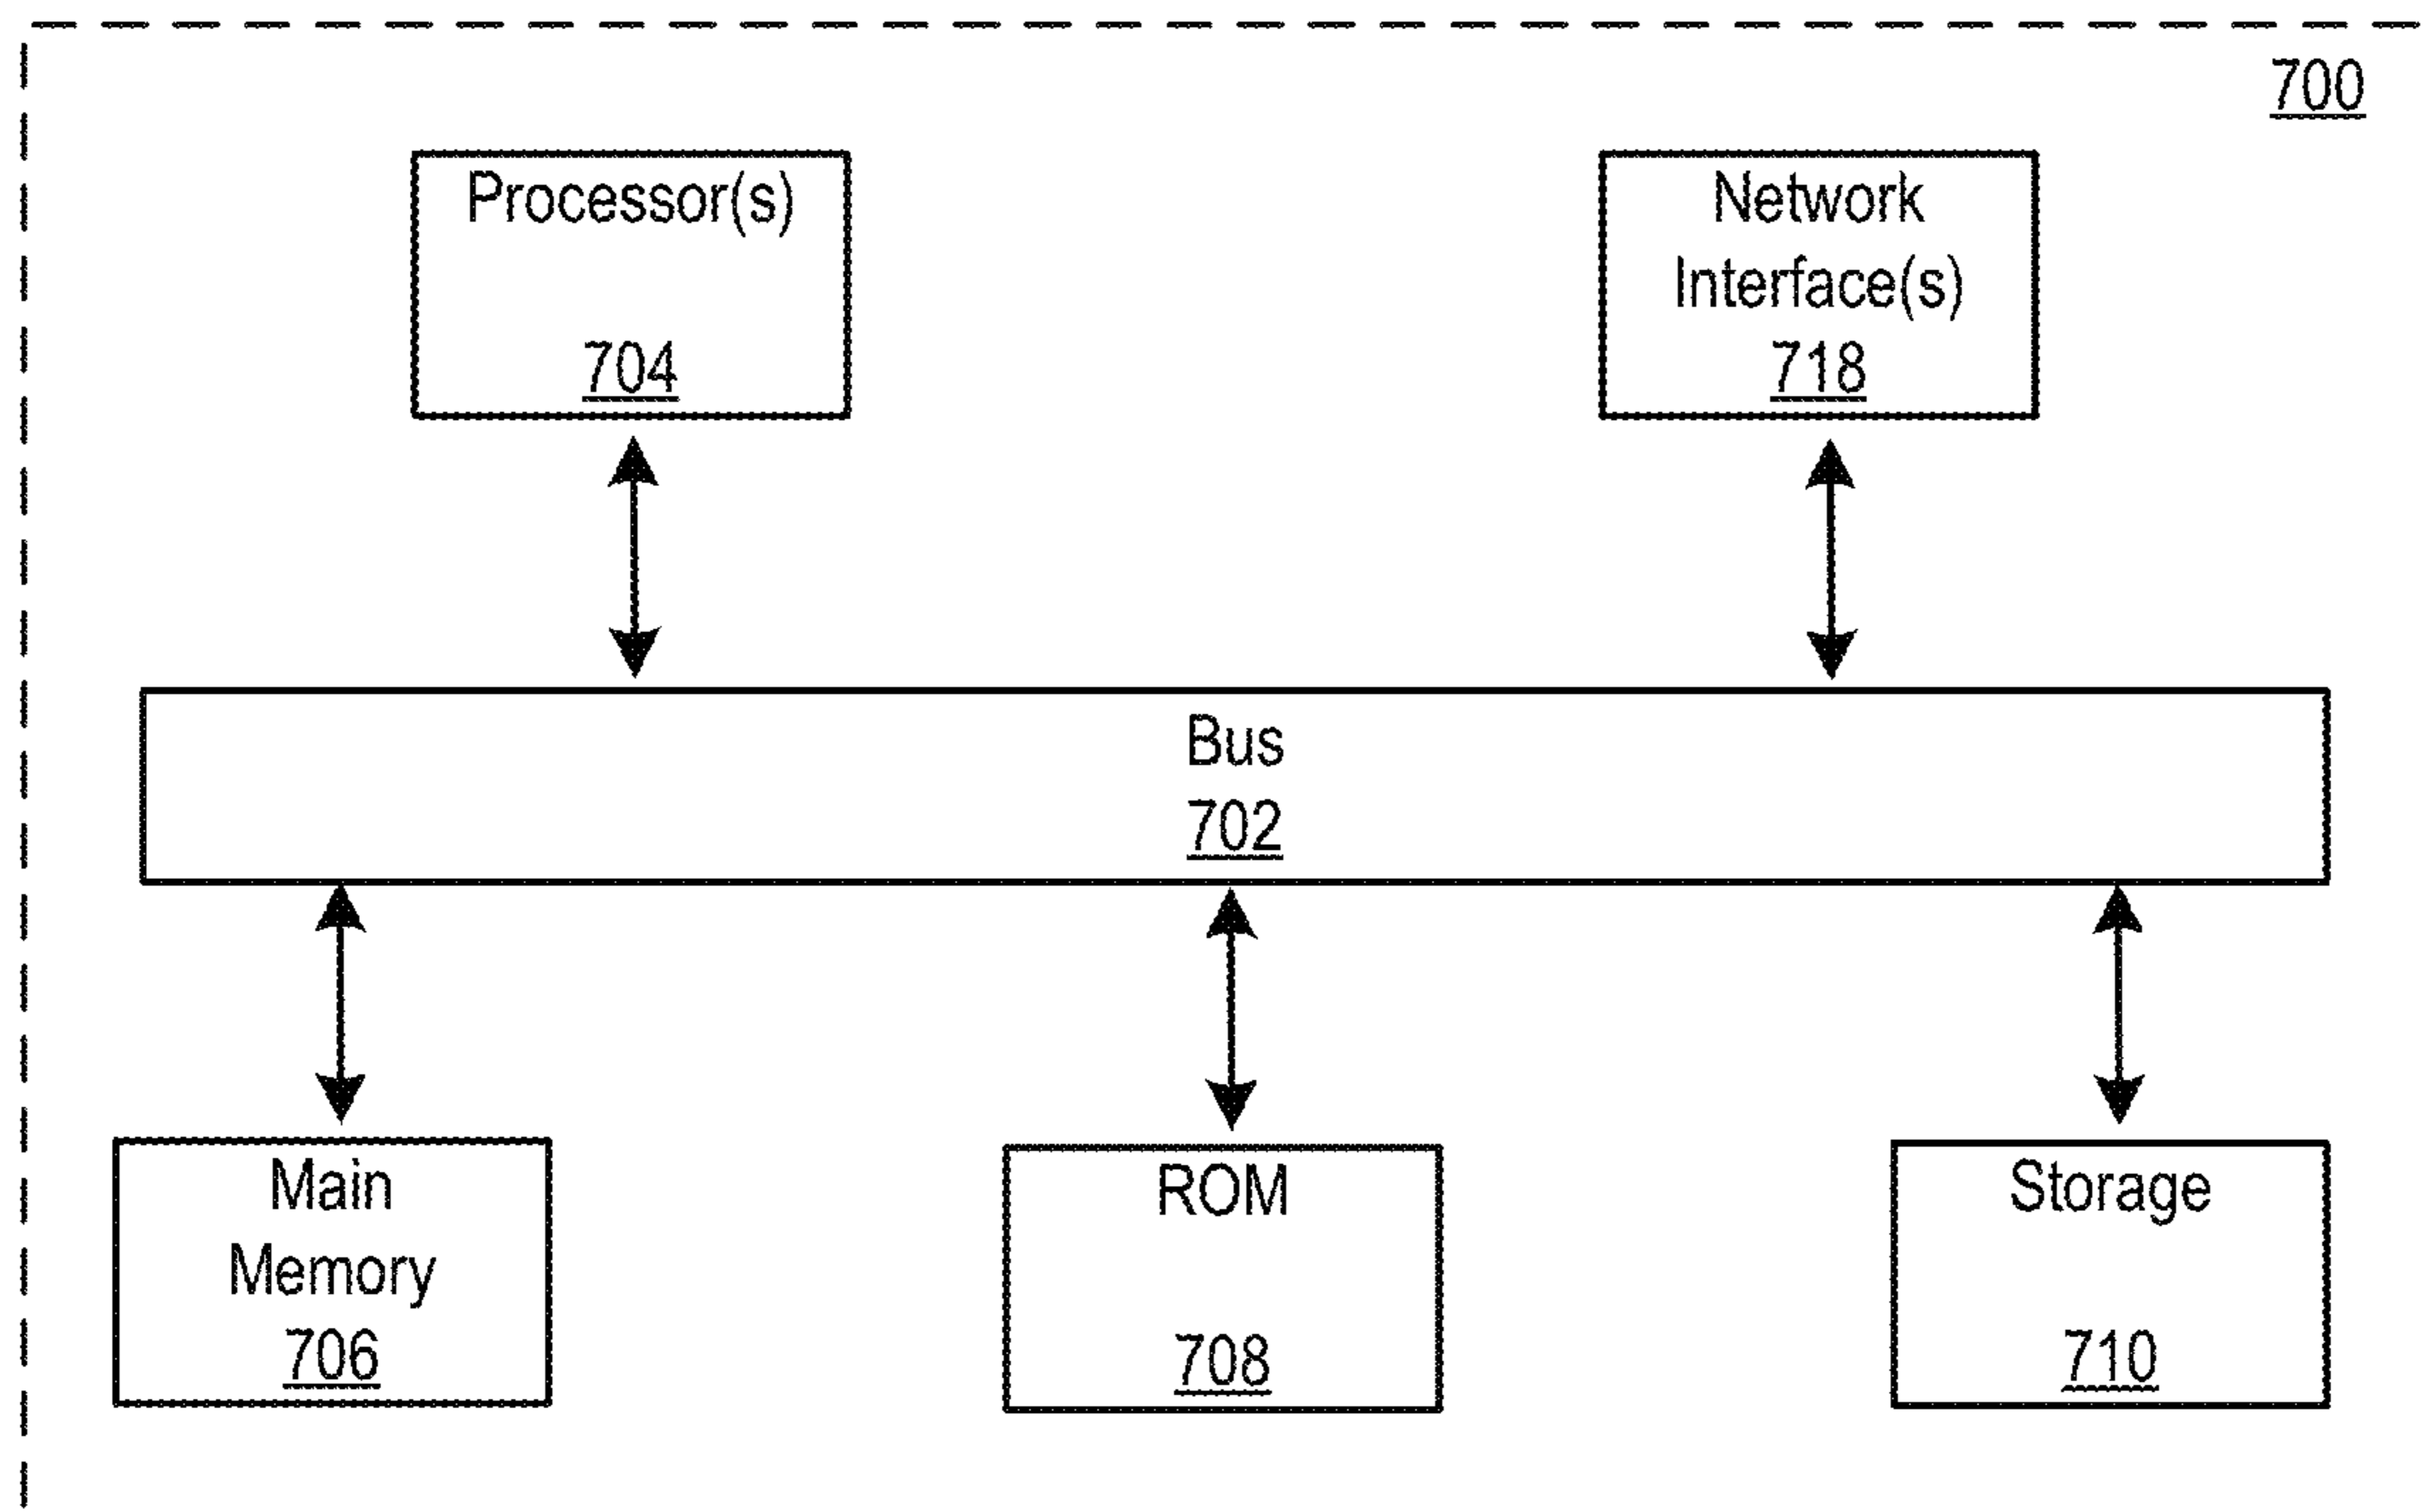 700
Processor(s)
704
Network
Interface(s)
718
Bus
702
Main
Memory
706
ROM
708
Storage
710